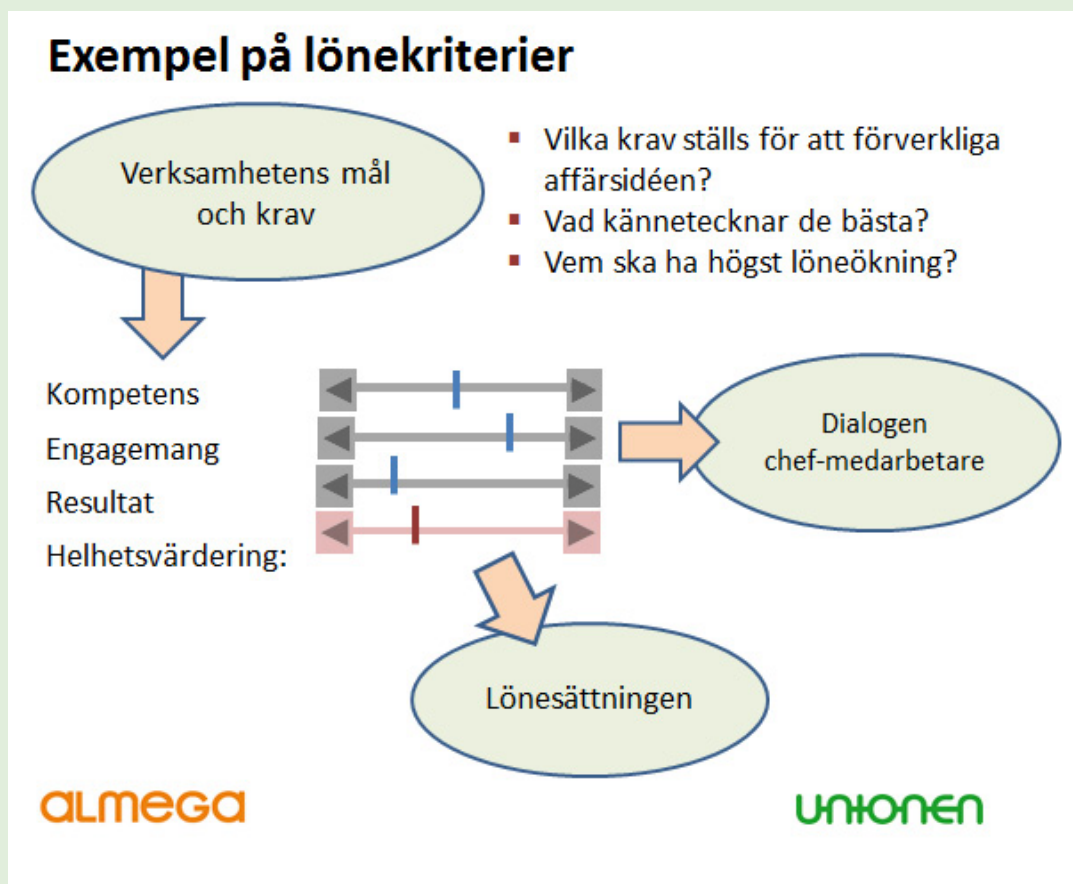 Exempel på lönekriterier
Verksamhetens mål
och krav
▪ Vilka krav ställs för att förverkliga
affärsidéen?
▪ Vad kännetecknar de bästa?
▪ Vem ska ha högst löneökning?
Kompetens
Engagemang
Resultat
Helhetsvärdering:
Dialogen
chef-medarbetare
Lönesättningen
almega
unionen